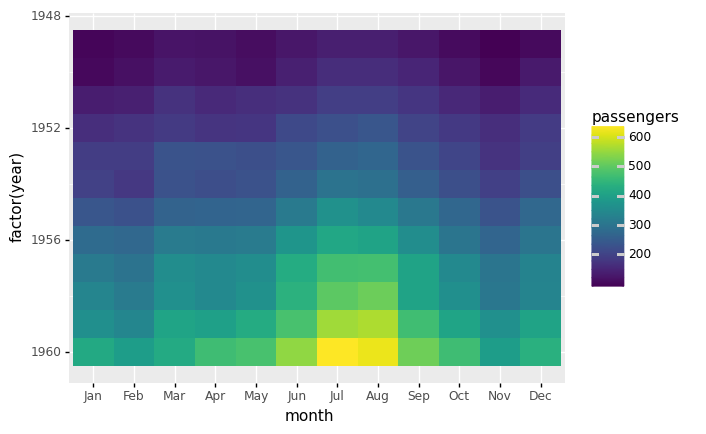 1948
1952
1956
1960
factor(year)
Jan Feb Mar Apr May Jun Jul Aug Sep Oct Nov Dec
month
passengers
600
500
400
300
200